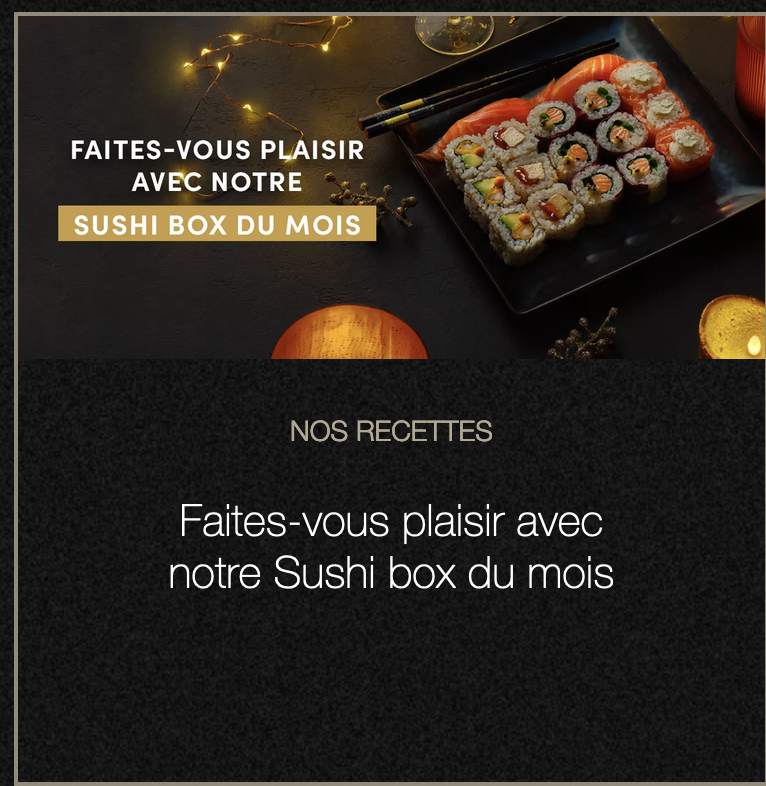 FAITES-VOUS PLAISIR
AVEC NOTRE
SUSHI BOX DU MOIS
NOS RECETTES
Faites-vous plaisir avec
notre Sushi box du mois